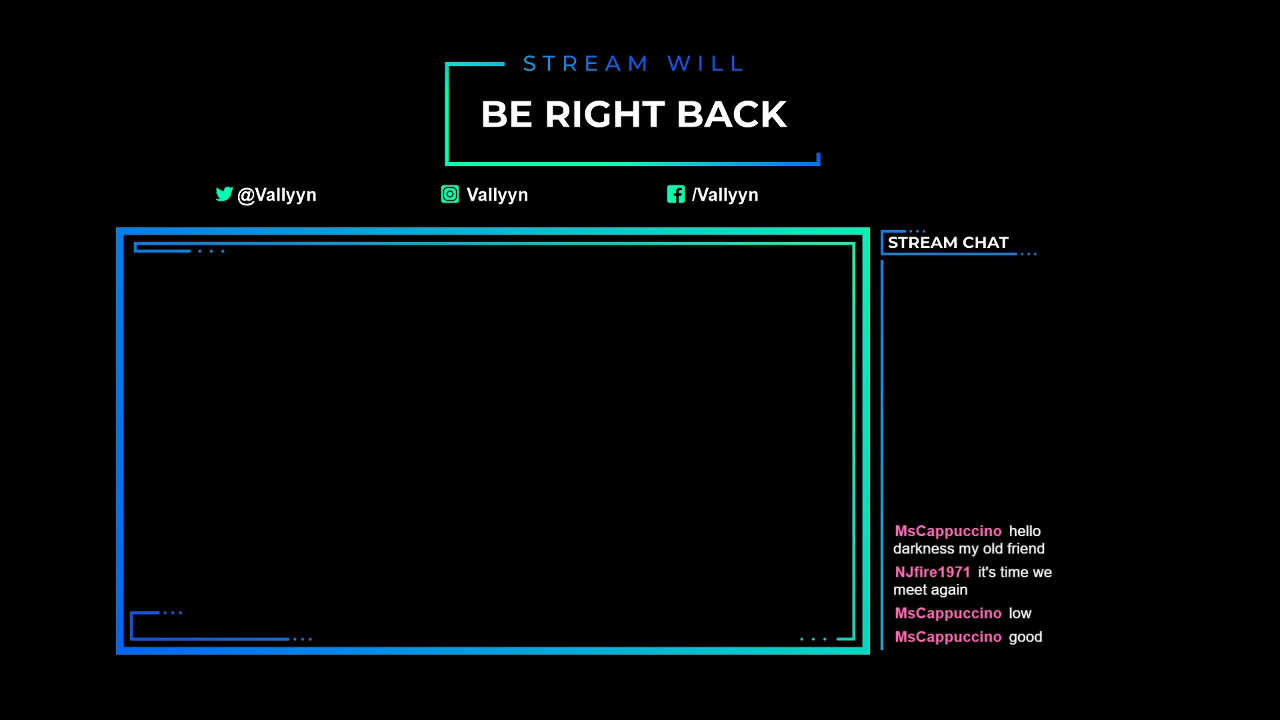 STREAM WILL
BE RIGHT BACK
@Vallyyn Vallyyn /Vallyyn
STREAM CHAT
MsCappuccino hello
darkness my old friend
NJfire1971 it's time we
meet again
MsCappuccino low
MsCappuccino good